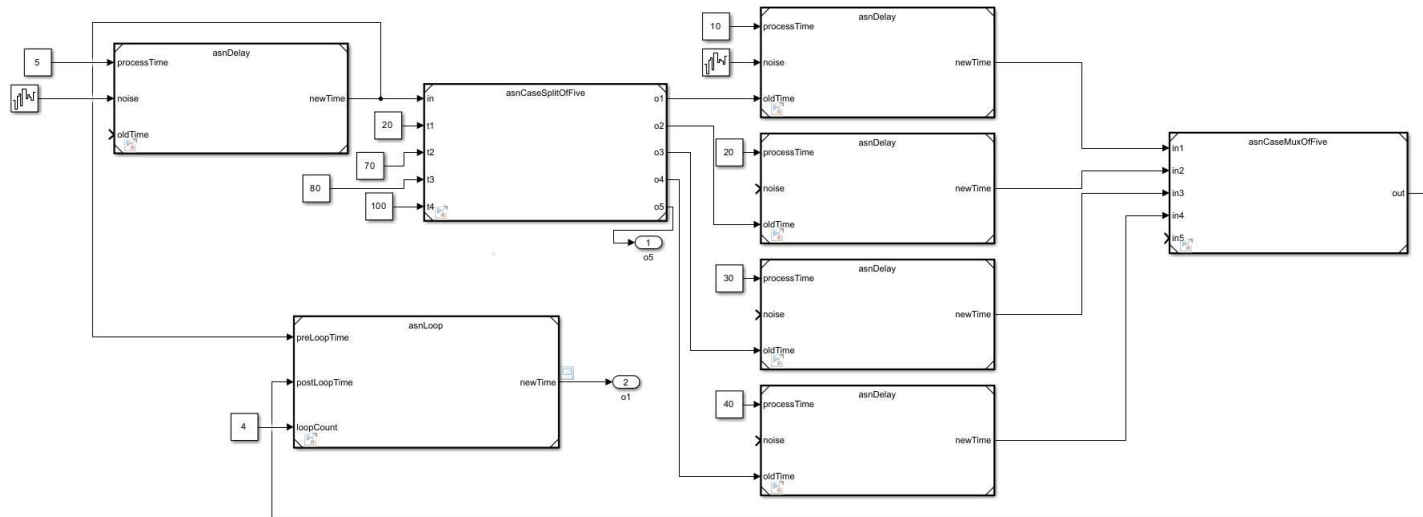 asnDelay
5
processTime
noise
newTime
oldTime
asnCaseSplitOfFive
in
20
t1
70
t2
80
t3
100
t4
o1
o2
o3
o4
o5
1
o5
10
asnDelay
processTime
noise
newTime
oldTime
20
asnDelay
processTime
noise
newTime
oldTime
30
asnDelay
processTime
noise
newTime
oldTime
40
asnDelay
processTime
noise
newTime
oldTime
asnCaseMuxOfFive
in1
in2
in3
in4
in5
out
asnLoop
preLoopTime
postLoopTime
newTime
4
loopCount
2
o1